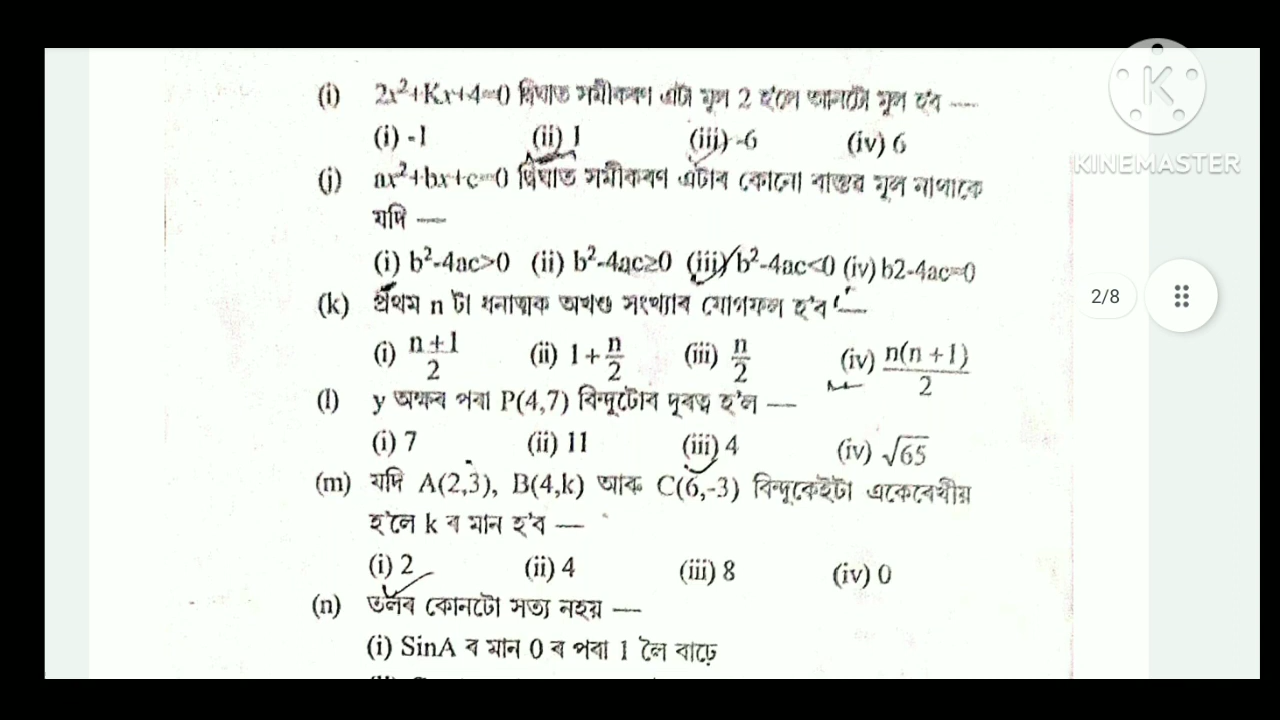 KINEMASTER
(i) 2x²+Kx+4=0 দ্বিঘাত সমীকৰণ এটা মূল 2 হ'লে আনটো মূল হ'ব —
(i) -1 (ii) 1 (iii) -6 (iv) 6
(j) ax²+bx+c=0 দ্বিঘাত সমীকৰণ এটাৰ কোনো বাস্তৱ মূল নাথাকে
যদি —
(i) b²-4ac>0 (ii) b²-4ac≥0 (iii) b²-4ac<0 (iv) b2-4ac=0
2/8
(k) প্ৰথম n টা ধনাত্মক অখণ্ড সংখ্যাৰ যোগফল হ'ব —
(i) n+1/2 (ii) 1+n/2 (iii) n/2 (iv) n(n+1)/2
(l) y অক্ষৰ পৰা P(4,7) বিন্দুটোৰ দূৰত্ব হ'ল —
(i) 7 (ii) 11 (iii) 4 (iv) √65
(m) যদি A(2,3), B(4,k) আৰু C(6,-3) বিন্দুকেইটা একেৰেখীয়
হ'লে k ৰ মান হ'ব —
(i) 2 (ii) 4 (iii) 8 (iv) 0
(n) তলৰ কোনটো সত্য নহয় —
(i) SinA ৰ মান 0 ৰ পৰা 1 লৈ বাঢ়ে